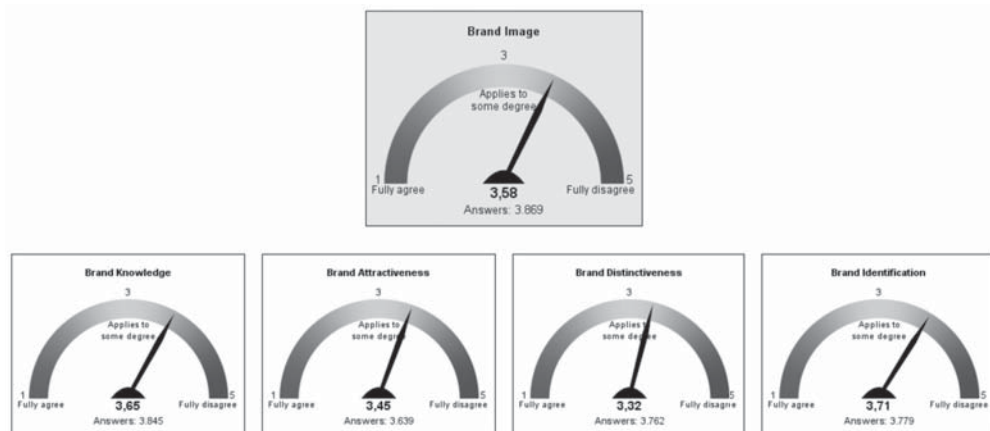 Brand Image
3
Applies to
some degree
1
5
Fully agree
Fully disagree
3,58
Answers: 3.869
Brand Knowledge
3
Applies to
some degree
1
5
Fully agree
3,65
Fully disagree
Answers: 3.845
Brand Attractiveness
3
Applies to
some degree
1
5
Fully agree
3,45
Fully disagree
Answers: 3.639
Brand Distinctiveness
3
Applies to
some degree
1
5
Fully agree
3,32
Fully disagree
Answers: 3.762
Brand Identification
3
Applies to
some degree
1
5
Fully agree
3,71
Fully disagree
Answers: 3.779